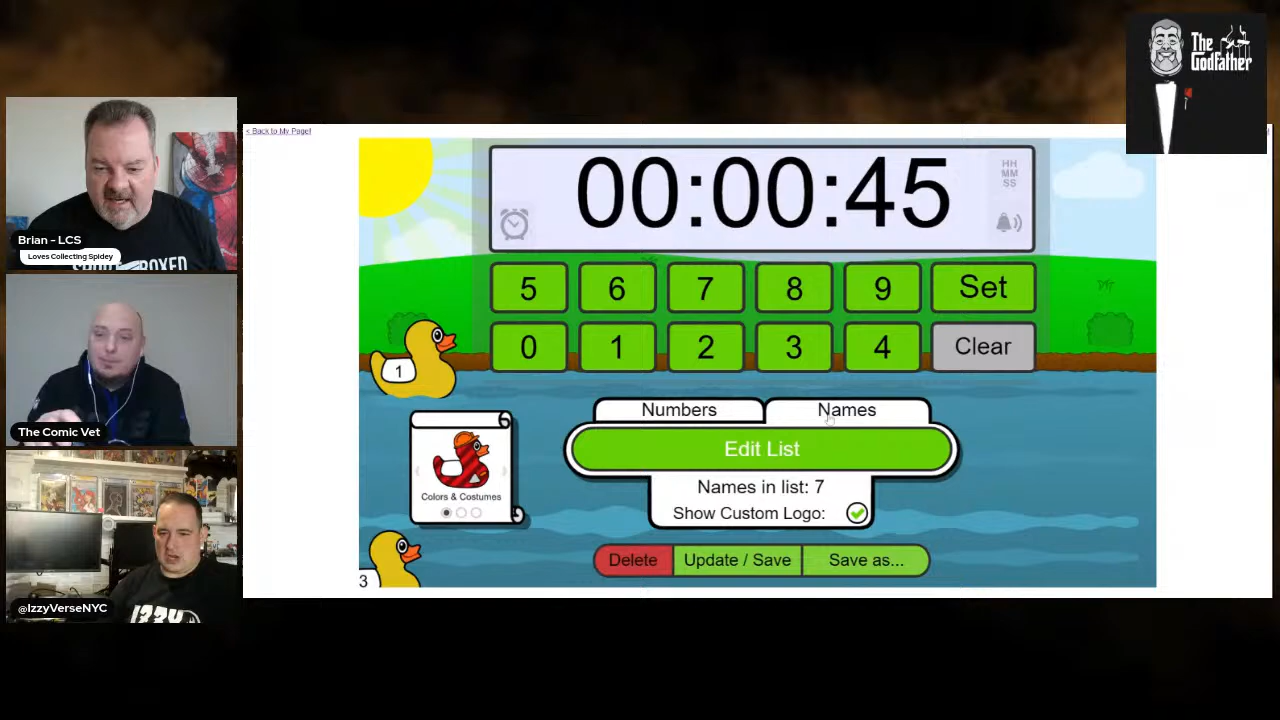 The
Godfather
< Back to My Page!
00:00:45
HH
MM
SS
5 6 7 8 9 Set
0 1 2 3 4 Clear
1
Numbers Names
Edit List
Names in list: 7
Show Custom Logo:
Colors & Costumes
Delete Update / Save Save as...
3
Brian - LCS
Loves Collecting Spidey
The Comic Vet
@IzzyVerseNYC